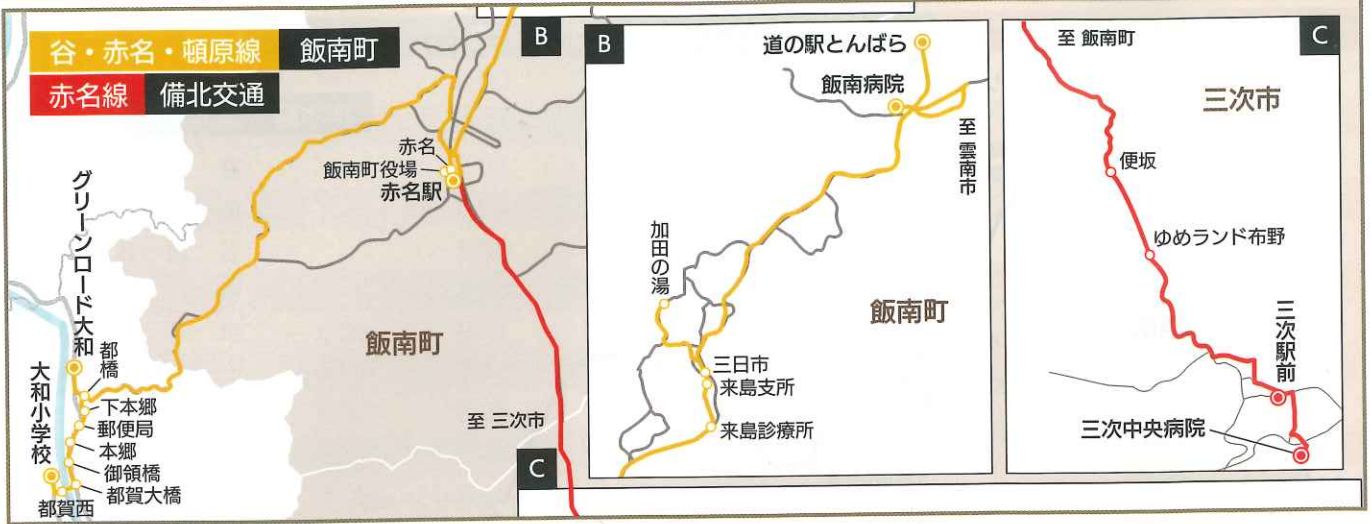 谷・赤名・頓原線 飯南町
赤名線 備北交通
B
赤名
飯南町役場
赤名駅
グリーンロード大和
大和小学校
都橋
下本郷
郵便局
本郷
御領橋
都賀大橋
都賀西
飯南町
至 三次市
C
B
道の駅とんばら
飯南病院
至 雲南市
加田の湯
飯南町
三日市
来島支所
来島診療所
至 飯南町
C
三次市
便坂
ゆめランド布野
三次駅前
三次中央病院